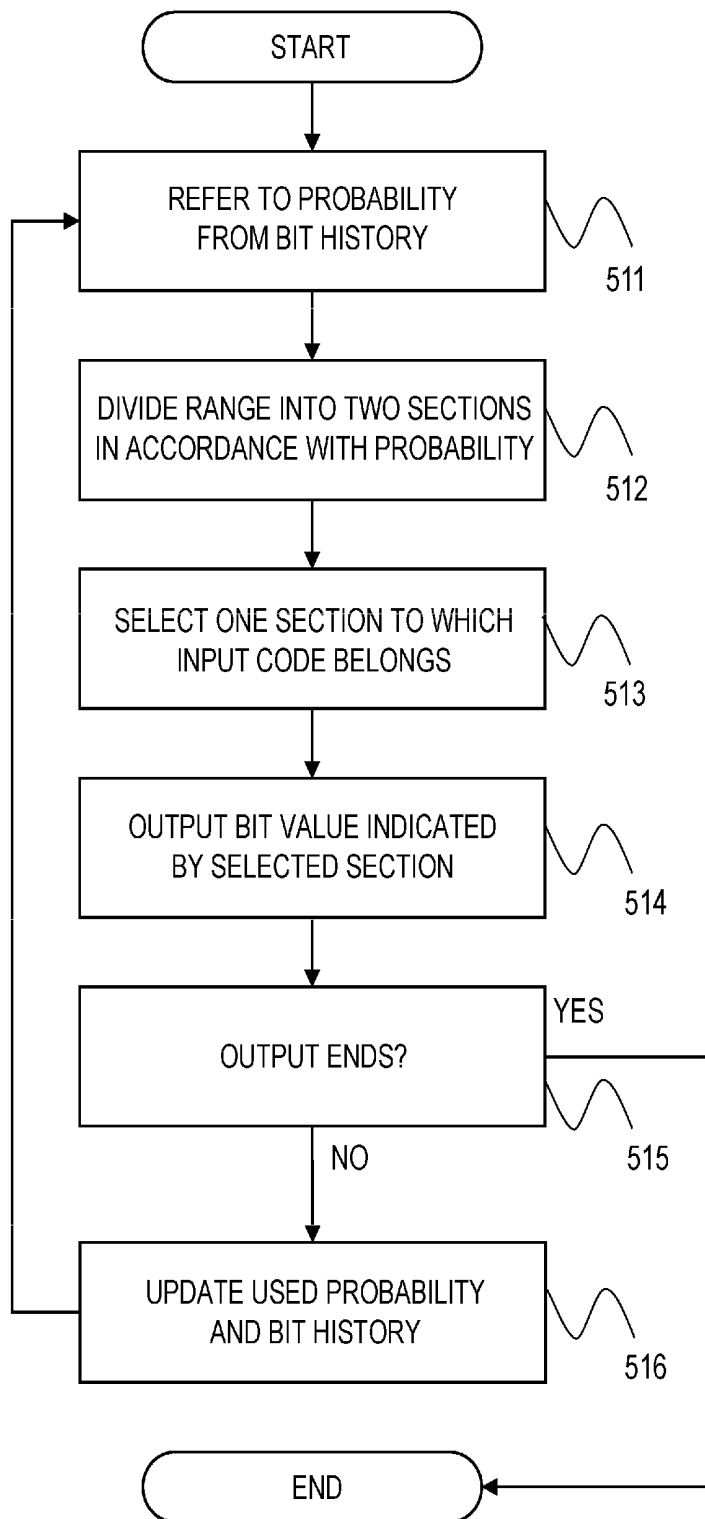 START
REFER TO PROBABILITY
FROM BIT HISTORY
511
DIVIDE RANGE INTO TWO SECTIONS
IN ACCORDANCE WITH PROBABILITY
512
SELECT ONE SECTION TO WHICH
INPUT CODE BELONGS
513
OUTPUT BIT VALUE INDICATED
BY SELECTED SECTION
514
YES
OUTPUT ENDS?
515
NO
UPDATE USED PROBABILITY
AND BIT HISTORY
516
END